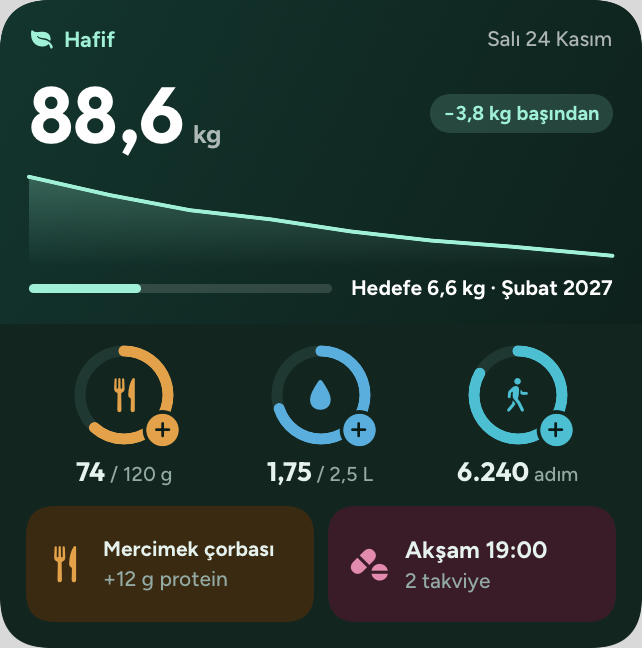 Hafif
Salı 24 Kasım
88,6 kg
−3,8 kg başından
Hedefe 6,6 kg · Şubat 2027
74 / 120 g
1,75 / 2,5 L
6.240 adım
Mercimek çorbası
+12 g protein
Akşam 19:00
2 takviye